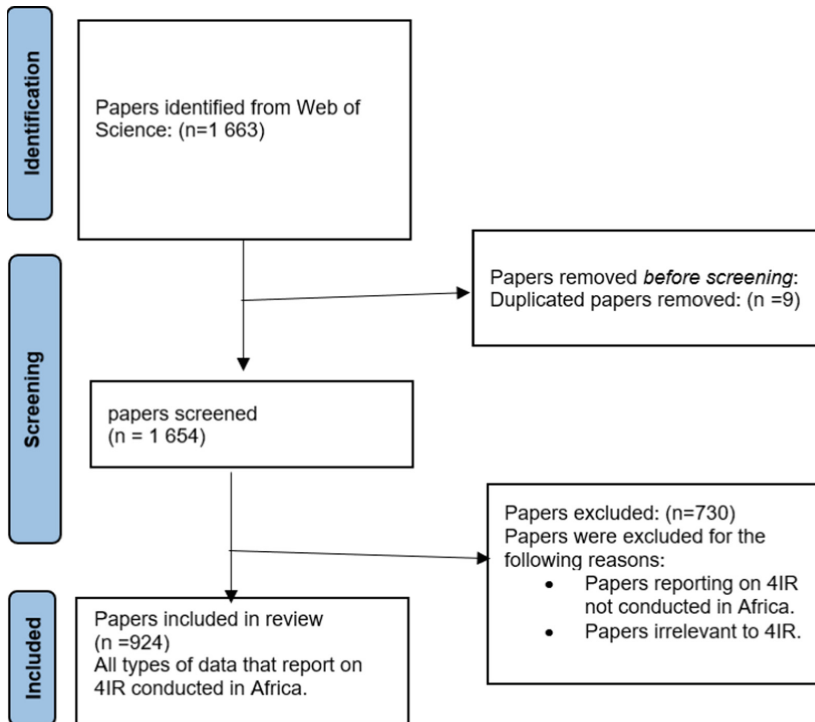 Identification
Papers identified from Web of
Science: (n=1 663)
Papers removed before screening:
Duplicated papers removed: (n =9)
Screening
papers screened
(n = 1 654)
Papers excluded: (n=730)
Papers were excluded for the
following reasons:
• Papers reporting on 4IR
not conducted in Africa.
• Papers irrelevant to 4IR.
Included
Papers included in review
(n =924)
All types of data that report on
4IR conducted in Africa.